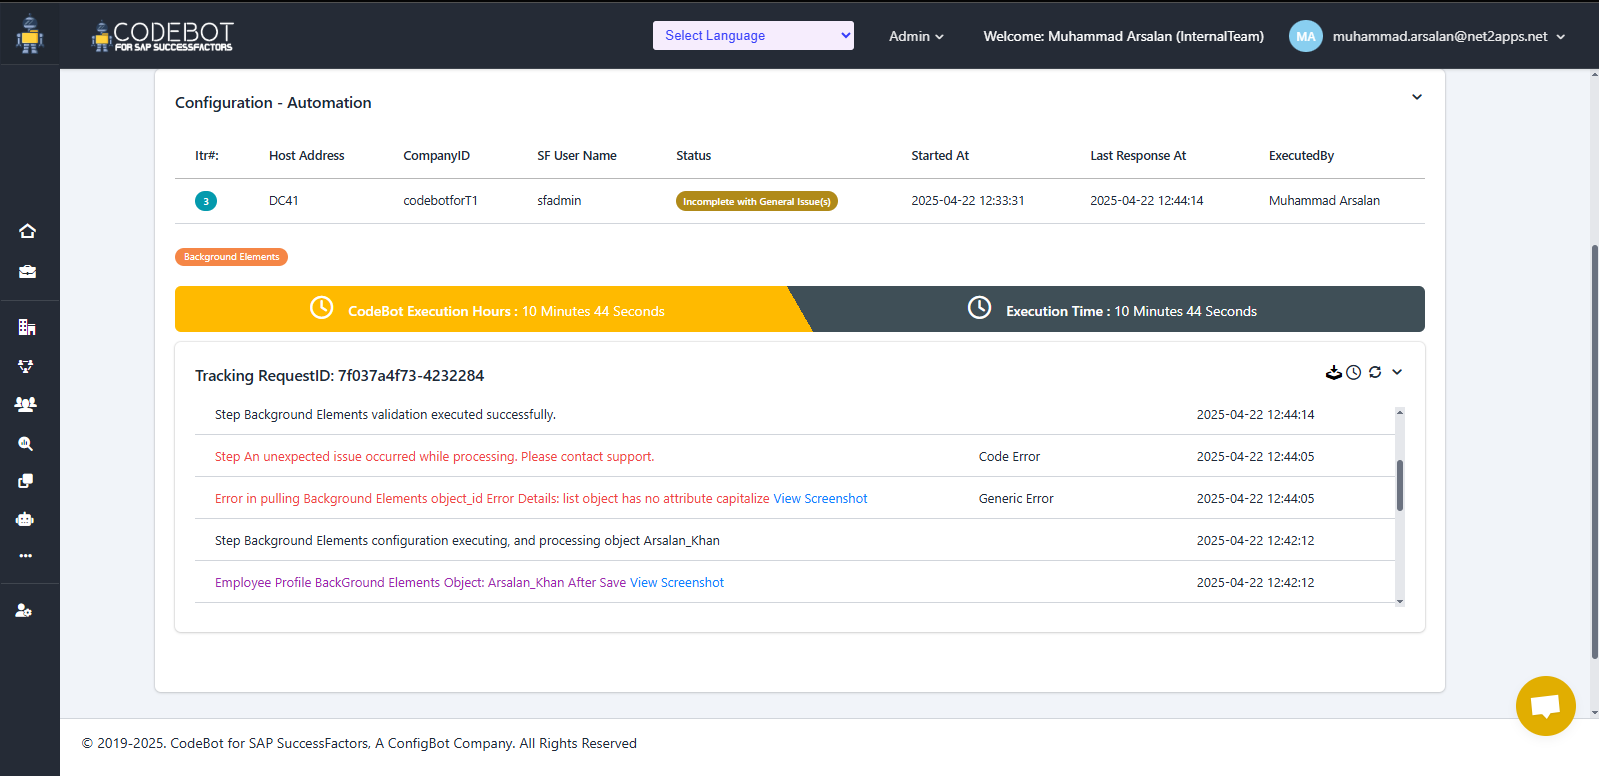 CODEBOT
FOR SAP SUCCESSFACTORS
Select Language
Admin
Welcome: Muhammad Arsalan (InternalTeam)
MA
muhammad.arsalan@net2apps.net
Configuration - Automation
Itr#: Host Address CompanyID SF User Name Status Started At Last Response At ExecutedBy
3 DC41 codebotforT1 sfadmin Incomplete with General Issue(s) 2025-04-22 12:33:31 2025-04-22 12:44:14 Muhammad Arsalan
Background Elements
CodeBot Execution Hours : 10 Minutes 44 Seconds
Execution Time : 10 Minutes 44 Seconds
Tracking RequestID: 7f037a4f73-4232284
Step Background Elements validation executed successfully. 2025-04-22 12:44:14
Step An unexpected issue occurred while processing. Please contact support. Code Error 2025-04-22 12:44:05
Error in pulling Background Elements object_id Error Details: list object has no attribute capitalize View Screenshot Generic Error 2025-04-22 12:44:05
Step Background Elements configuration executing, and processing object Arsalan_Khan 2025-04-22 12:42:12
Employee Profile BackGround Elements Object: Arsalan_Khan After Save View Screenshot 2025-04-22 12:42:12
© 2019-2025. CodeBot for SAP SuccessFactors, A ConfigBot Company. All Rights Reserved